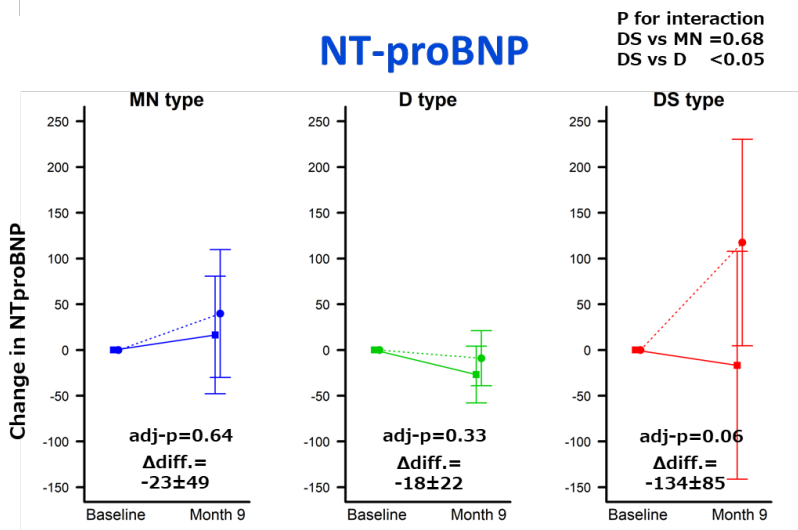 NT-proBNP
P for interaction
DS vs MN =0.68
DS vs D <0.05
MN type
D type
DS type
Change in NTproBNP
250
200
150
100
50
0
-50
-100
-150
adj-p=0.64
Δdiff.=
-23±49
Baseline Month 9
250
200
150
100
50
0
-50
-100
-150
adj-p=0.33
Δdiff.=
-18±22
Baseline Month 9
250
200
150
100
50
0
-50
-100
-150
adj-p=0.06
Δdiff.=
-134±85
Baseline Month 9